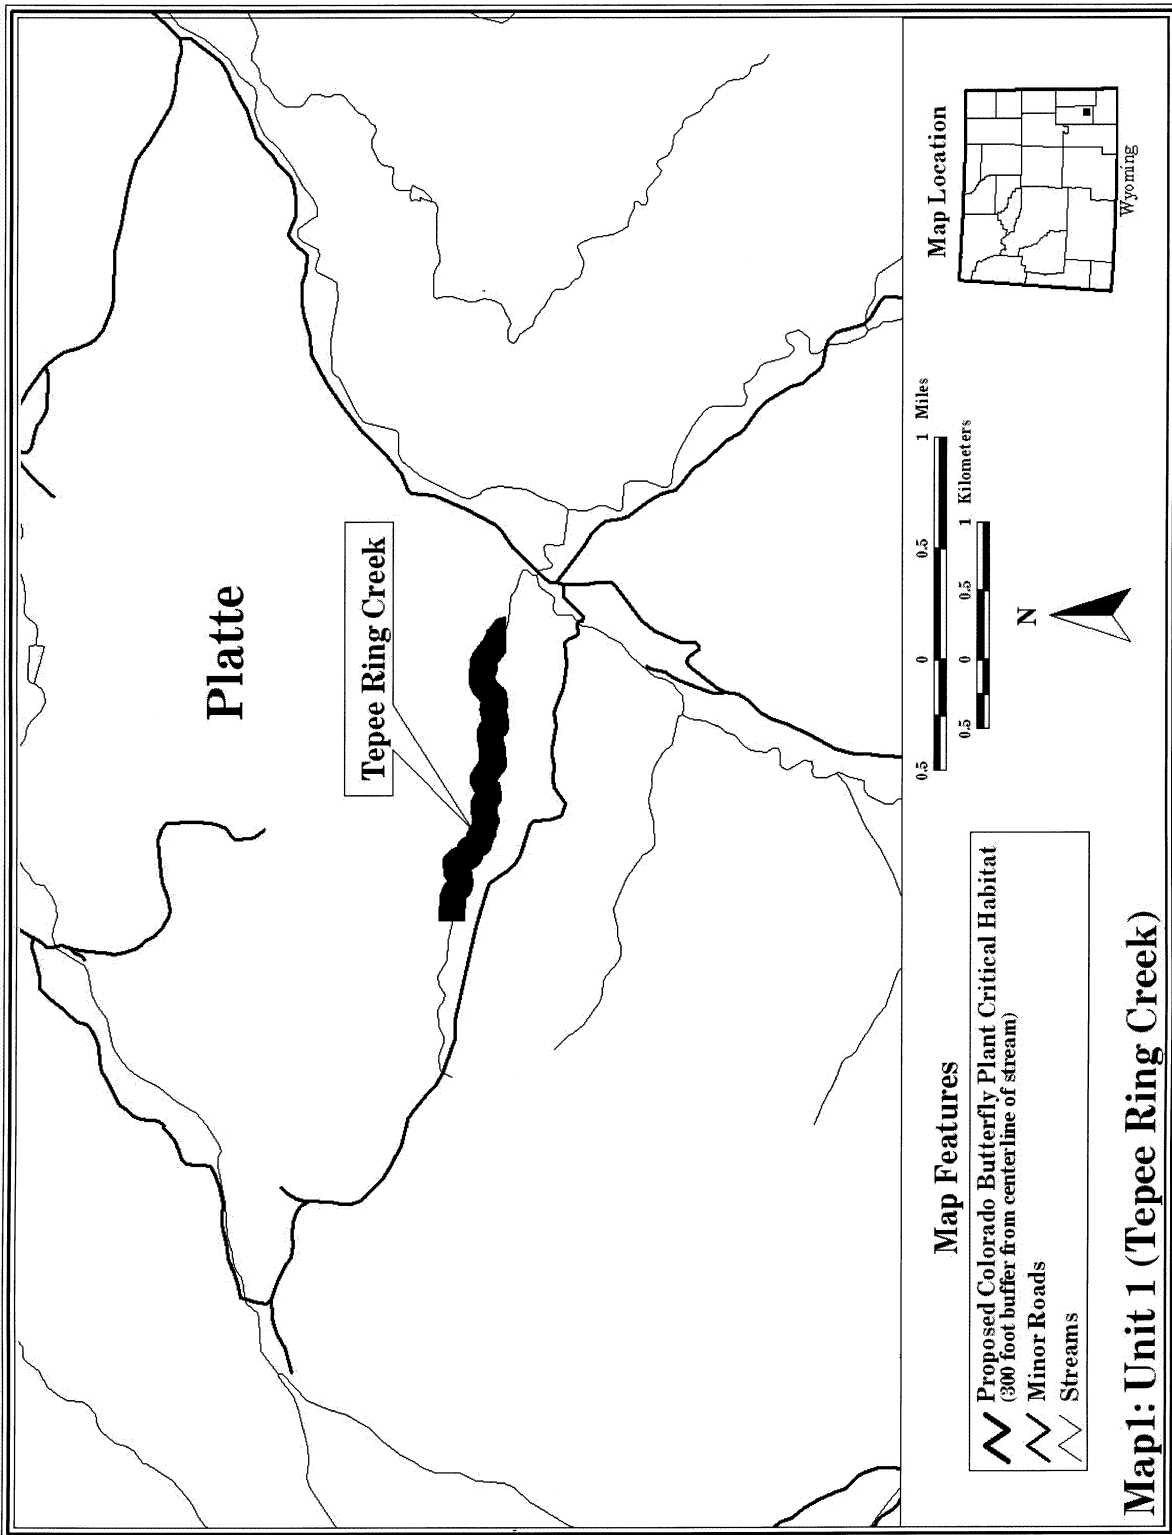 Platte
Tepee Ring Creek
Map Features
Proposed Colorado Butterfly Plant Critical Habitat
(300 foot buffer from centerline of stream)
Minor Roads
Streams
0.5 0 0.5 1 Miles
0.5 0 0.5 1 Kilometers
N
Map Location
Wyoming
Map1: Unit 1 (Tepee Ring Creek)